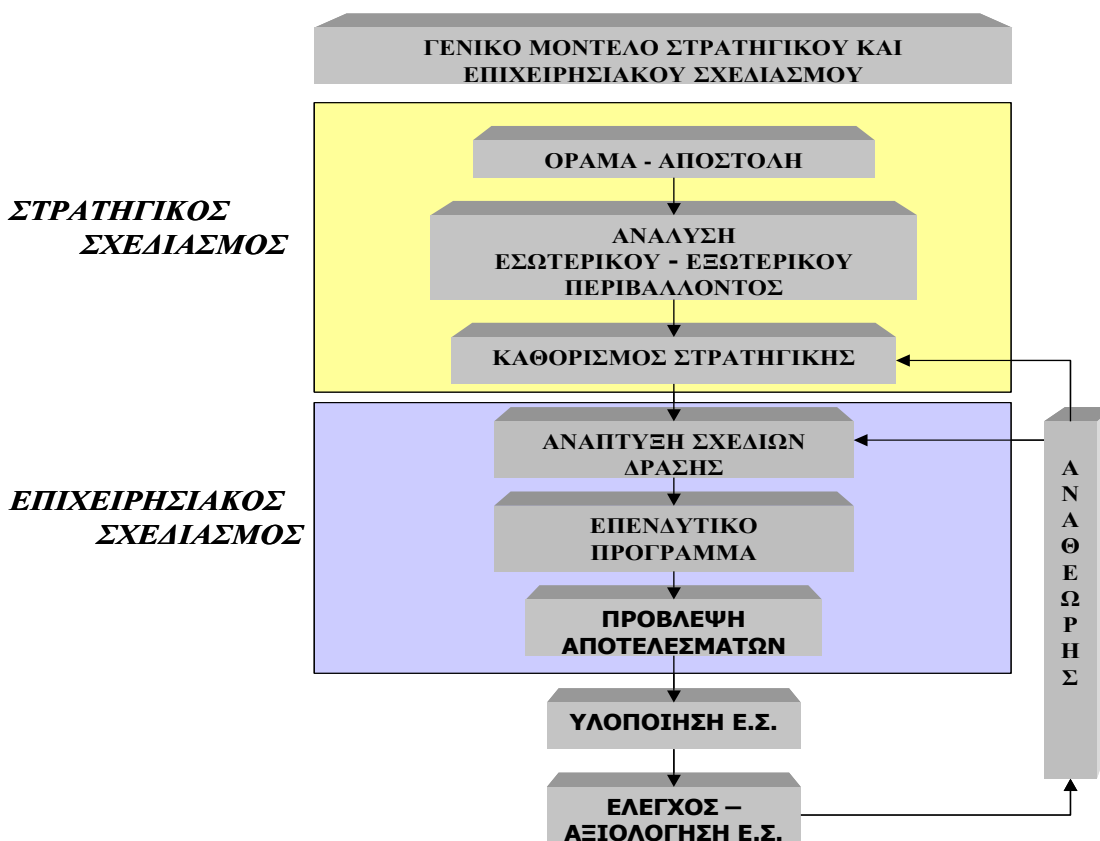 ΓΕΝΙΚΟ ΜΟΝΤΕΛΟ ΣΤΡΑΤΗΓΙΚΟΥ ΚΑΙ
ΕΠΙΧΕΙΡΗΣΙΑΚΟΥ ΣΧΕΔΙΑΣΜΟΥ
ΣΤΡΑΤΗΓΙΚΟΣ
ΣΧΕΔΙΑΣΜΟΣ
ΟΡΑΜΑ - ΑΠΟΣΤΟΛΗ
ΑΝΑΛΥΣΗ
ΕΣΩΤΕΡΙΚΟΥ - ΕΞΩΤΕΡΙΚΟΥ
ΠΕΡΙΒΑΛΛΟΝΤΟΣ
ΚΑΘΟΡΙΣΜΟΣ ΣΤΡΑΤΗΓΙΚΗΣ
ΕΠΙΧΕΙΡΗΣΙΑΚΟΣ
ΣΧΕΔΙΑΣΜΟΣ
ΑΝΑΠΤΥΞΗ ΣΧΕΔΙΩΝ
ΔΡΑΣΗΣ
ΕΠΕΝΔΥΤΙΚΟ
ΠΡΟΓΡΑΜΜΑ
ΠΡΟΒΛΕΨΗ
ΑΠΟΤΕΛΕΣΜΑΤΩΝ
ΥΛΟΠΟΙΗΣΗ Ε.Σ.
ΕΛΕΓΧΟΣ –
ΑΞΙΟΛΟΓΗΣΗ Ε.Σ.
ΑΝΑΘΕΩΡΗΣ